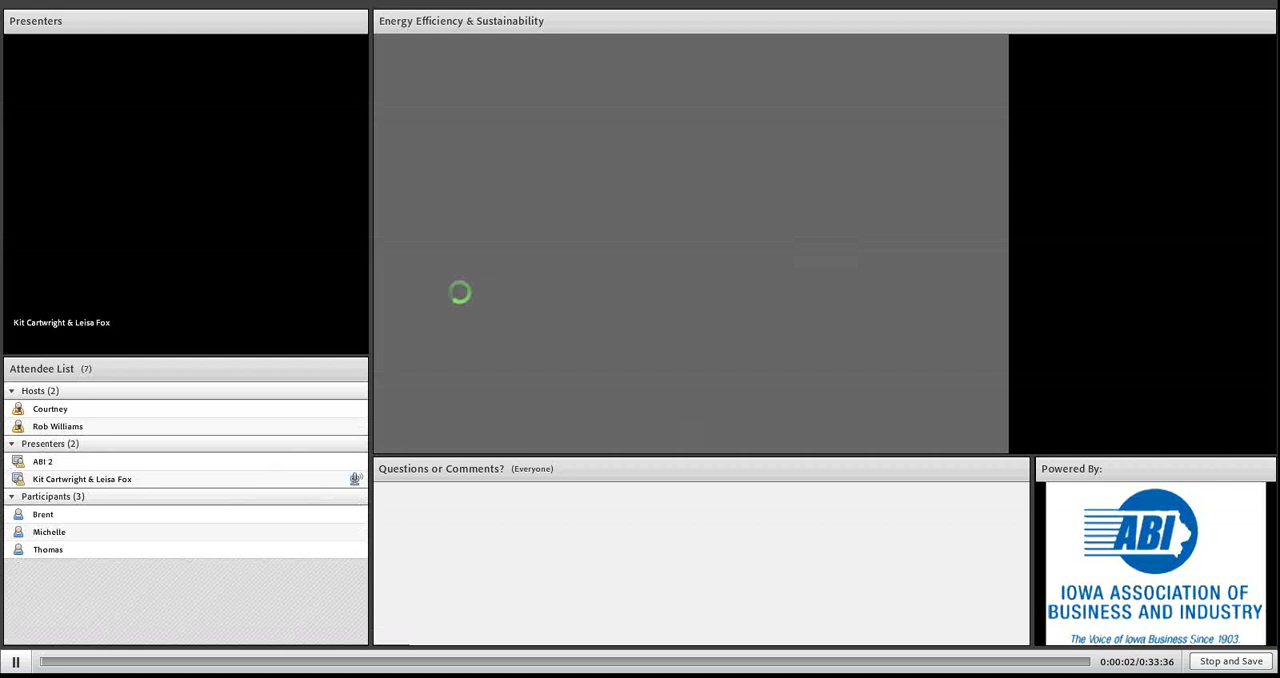 Presenters
Kit Cartwright & Leisa Fox
Attendee List (7)
Hosts (2)
Courtney
Rob Williams
Presenters (2)
ABI 2
Kit Cartwright & Leisa Fox
Participants (3)
Brent
Michelle
Thomas
Energy Efficiency & Sustainability
Questions or Comments? (Everyone)
Powered By:
ABI
IOWA ASSOCIATION OF
BUSINESS AND INDUSTRY
The Voice of Iowa Business Since 1903.
0:00:02/0:33:36
Stop and Save